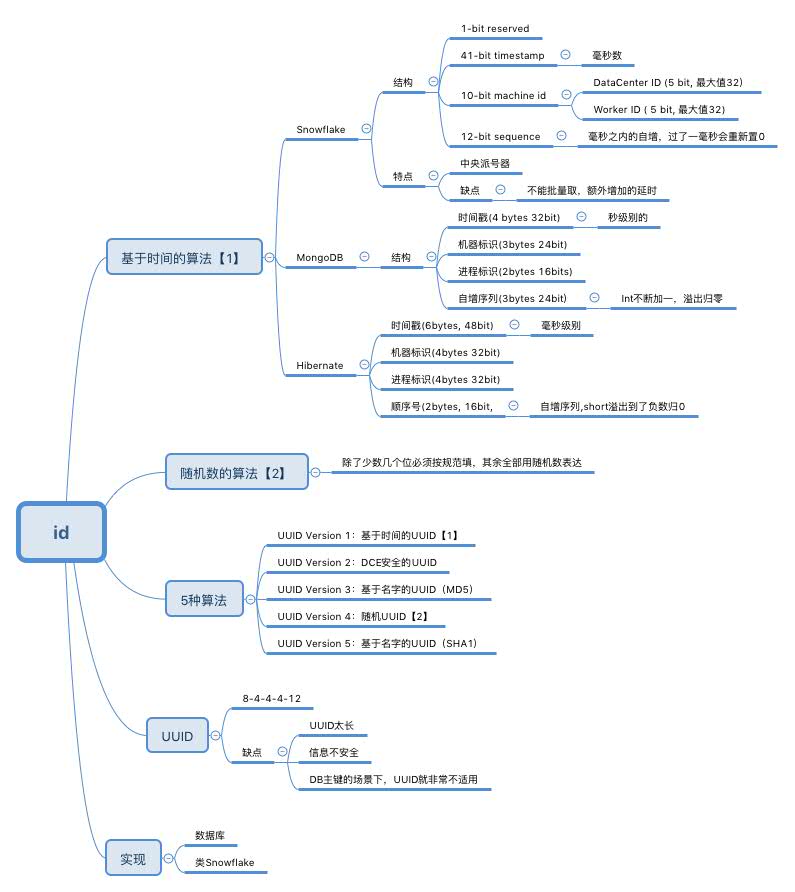 id
基于时间的算法【1】
Snowflake
结构
1-bit reserved
41-bit timestamp
毫秒数
10-bit machine id
DataCenter ID (5 bit, 最大值32)
Worker ID ( 5 bit, 最大值32)
12-bit sequence
毫秒之内的自增，过了一毫秒会重新置0
特点
中央派号器
缺点
不能批量取，额外增加的延时
MongoDB
结构
时间戳(4 bytes 32bit)
秒级别的
机器标识(3bytes 24bit)
进程标识(2bytes 16bits)
自增序列(3bytes 24bit)
Int不断加一，溢出归零
Hibernate
时间戳(6bytes, 48bit)
毫秒级别
机器标识(4bytes 32bit)
进程标识(4bytes 32bit)
顺序号(2bytes, 16bit,
自增序列,short溢出到了负数归0
随机数的算法【2】
除了少数几个位必须按规范填，其余全部用随机数表达
5种算法
UUID Version 1：基于时间的UUID【1】
UUID Version 2：DCE安全的UUID
UUID Version 3：基于名字的UUID（MD5）
UUID Version 4：随机UUID【2】
UUID Version 5：基于名字的UUID（SHA1）
UUID
8-4-4-4-12
缺点
UUID太长
信息不安全
DB主键的场景下，UUID就非常不适用
实现
数据库
类Snowflake